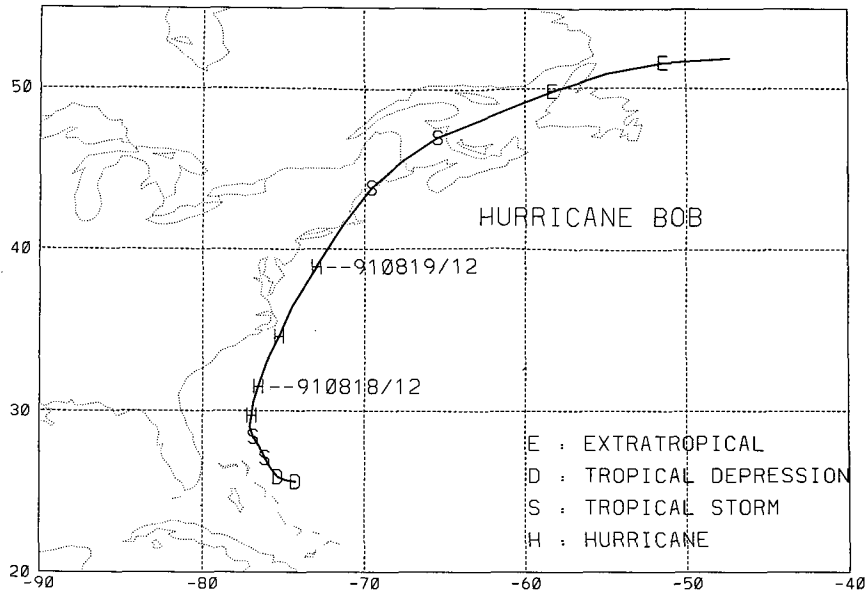 50
E
E
S
S
HURRICANE BOB
40
H--910819/12
H
H--910818/12
30
H
S
S
D D
E : EXTRATROPICAL
D : TROPICAL DEPRESSION
S : TROPICAL STORM
H : HURRICANE
20
-90 -80 -70 -60 -50 -40